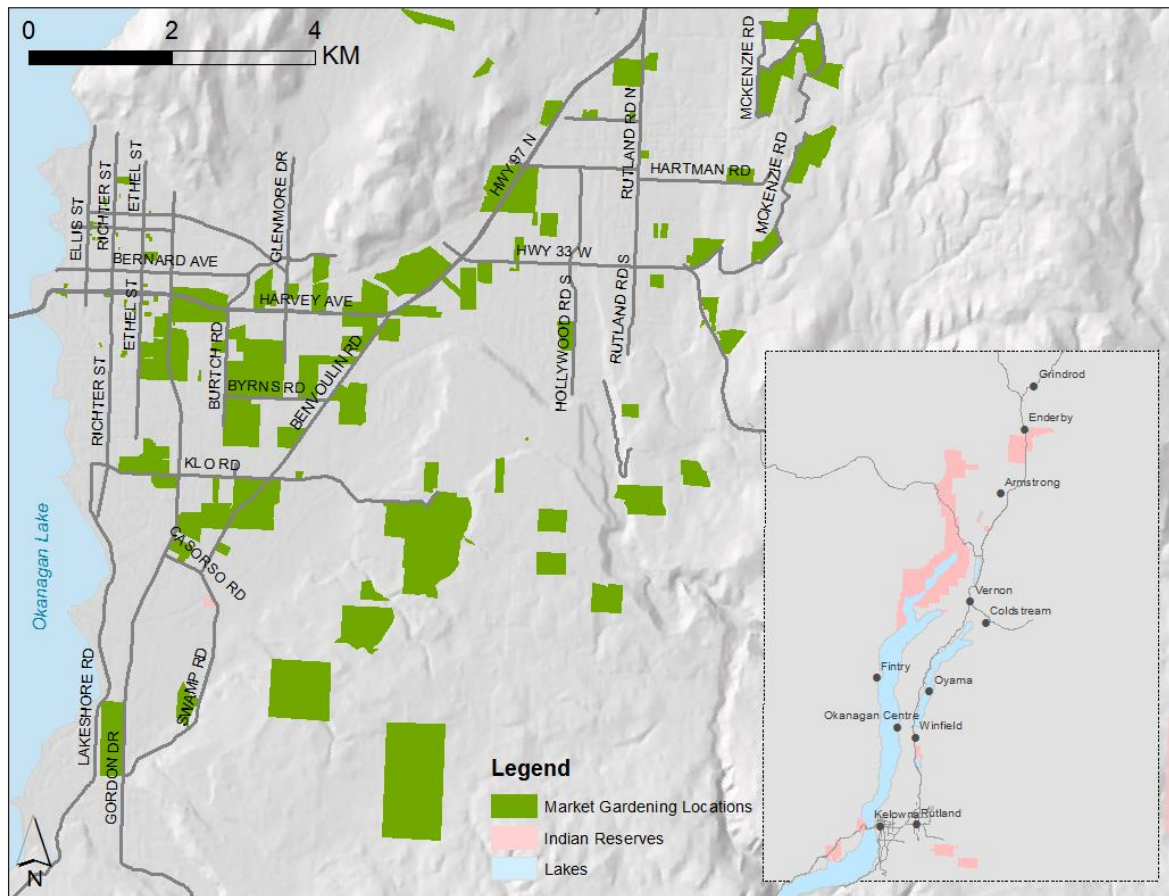 0 2 4
KM
MCKENZIE RD
MCKENZIE RD
HWY 97 N
RUTLAND RD N
HARTMAN RD
MCKENZIE RD
ELLIS ST
RICHTER ST
ETHEL ST
GLENMORE DR
BERNARD AVE
HWY 33 W
HARVEY AVE
ETHEL ST
RICHTER ST
BURTCH RD
BYRNS RD
BENVOULIN RD
HOLLYWOOD RD S
RUTLAND RD S
KLO RD
CASORSO RD
Okanagan Lake
LAKESHORE RD
GORDON DR
SWAMP RD
N
Legend
Market Gardening Locations
Indian Reserves
Lakes
Grindrod
Enderby
Armstrong
Vernon
Coldstream
Fintry
Oyama
Okanagan Centre
Winfield
Kelowna
Rutland